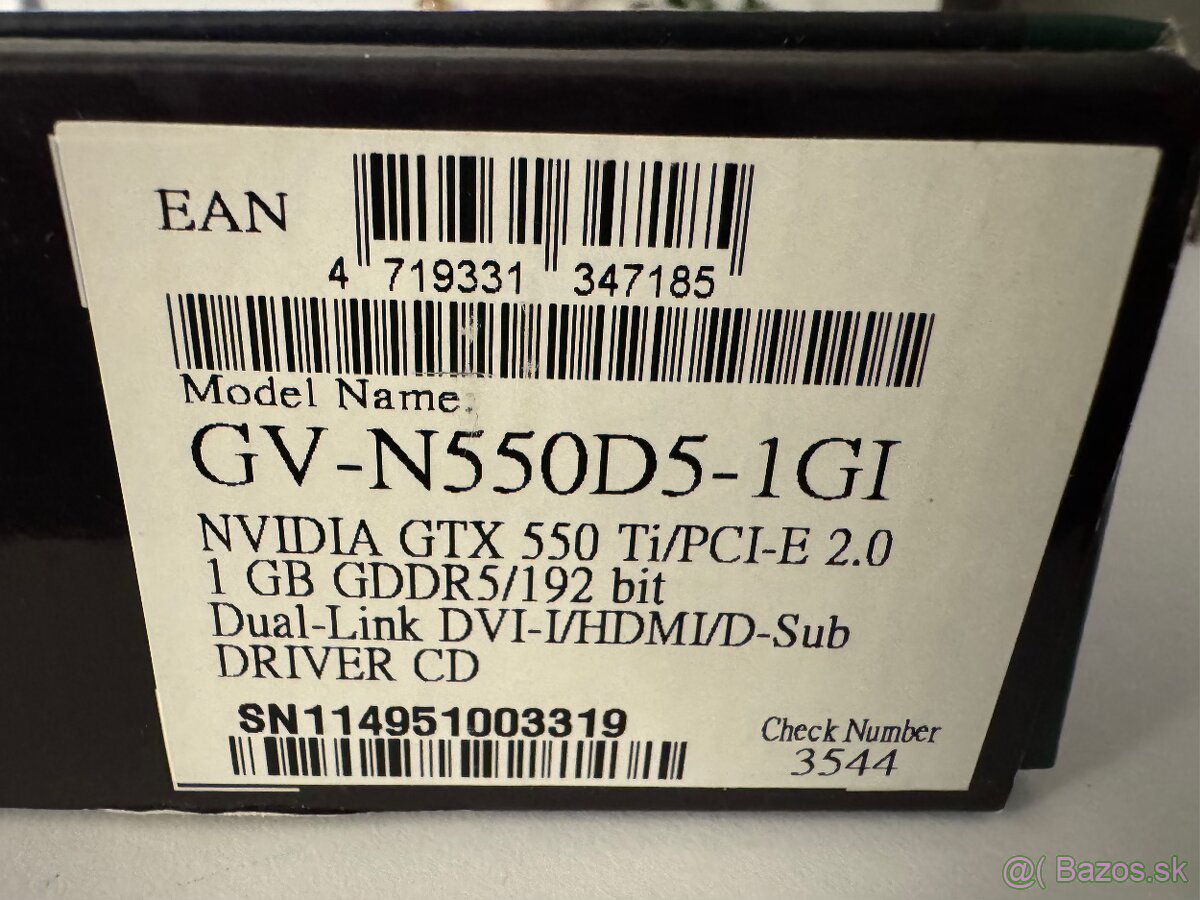 EAN
4 719331 347185
Model Name:
GV-N550D5-1GI
NVIDIA GTX 550 Ti/PCI-E 2.0
1 GB GDDR5/192 bit
Dual-Link DVI-I/HDMI/D-Sub
DRIVER CD
SN114951003319
Check Number
3544
@( Bazos.sk